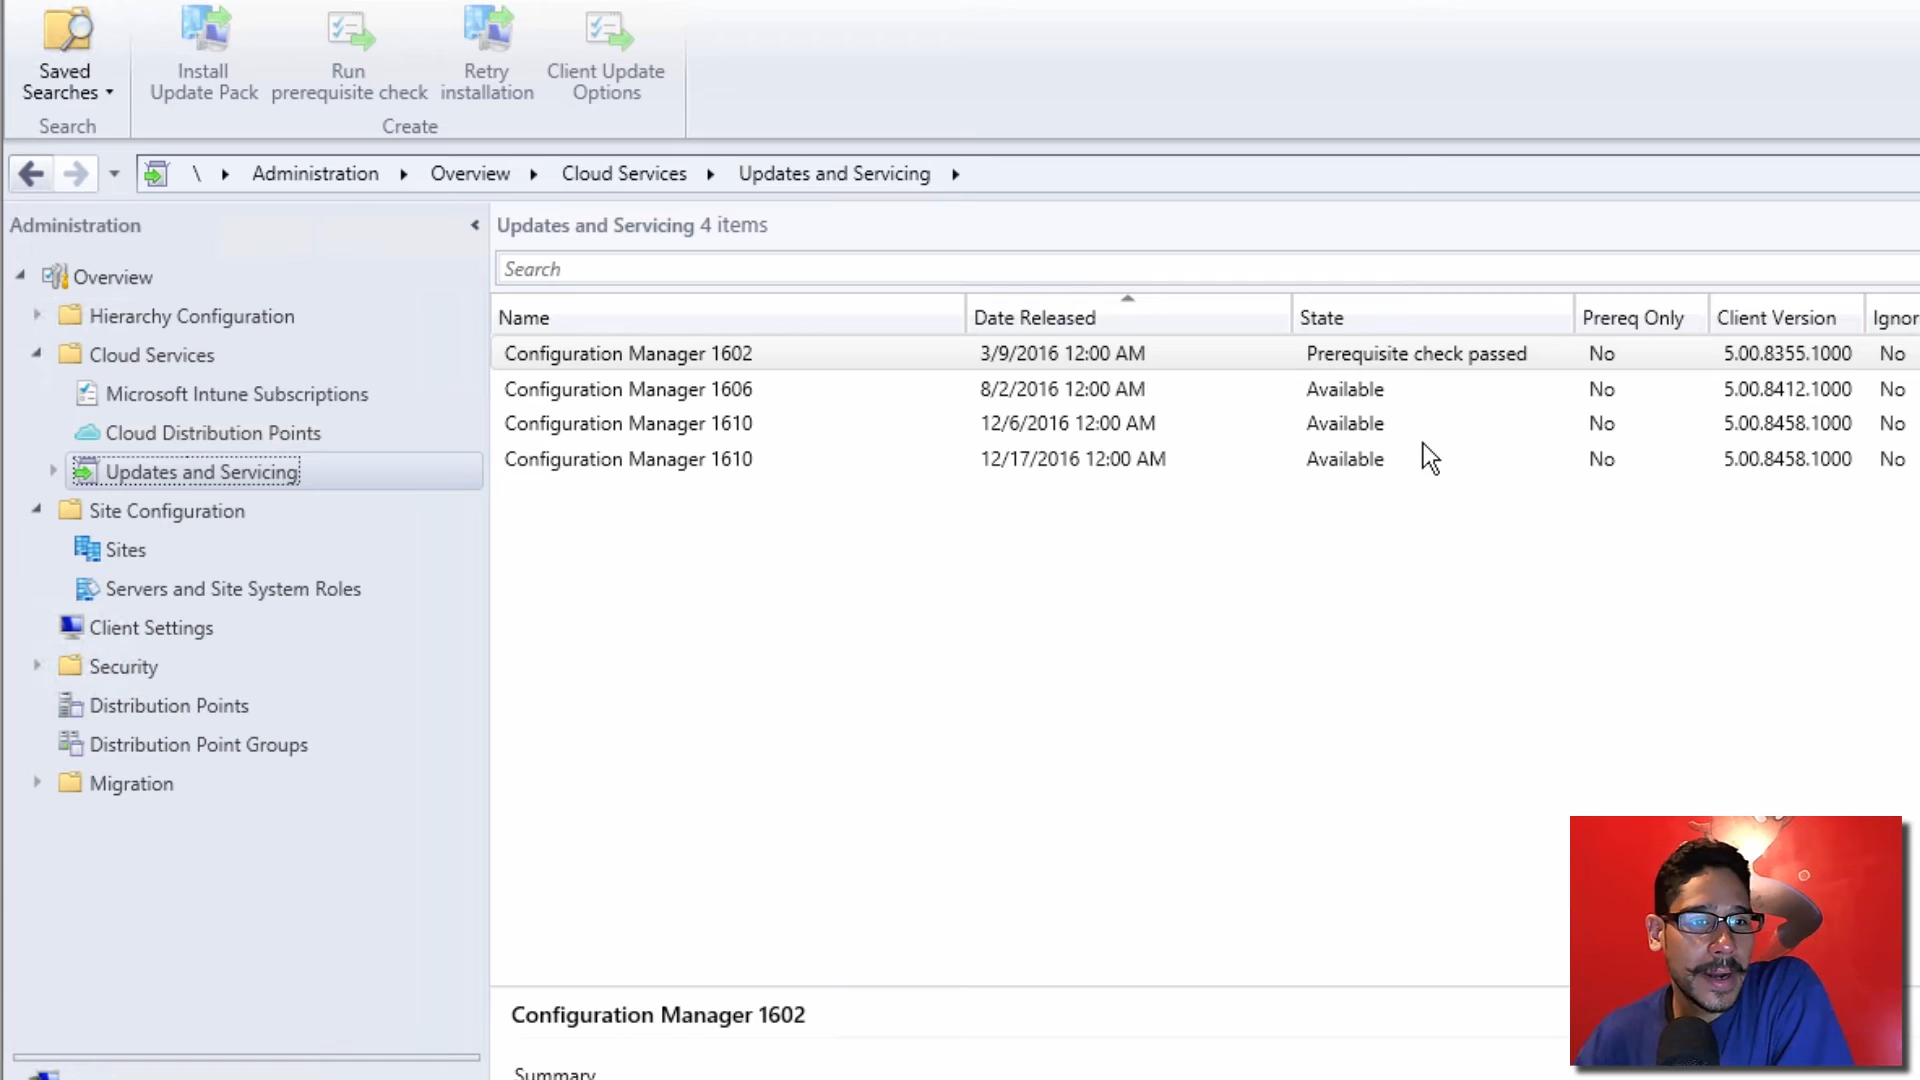 Saved Searches
Install Update Pack
Run prerequisite check
Retry installation
Client Update Options
Search
Create
\ Administration Overview Cloud Services Updates and Servicing
Administration
Overview
Hierarchy Configuration
Cloud Services
Microsoft Intune Subscriptions
Cloud Distribution Points
Updates and Servicing
Site Configuration
Sites
Servers and Site System Roles
Client Settings
Security
Distribution Points
Distribution Point Groups
Migration
Updates and Servicing 4 items
Search
Name Date Released State Prereq Only Client Version Ignor
Configuration Manager 1602 3/9/2016 12:00 AM Prerequisite check passed No 5.00.8355.1000 No
Configuration Manager 1606 8/2/2016 12:00 AM Available No 5.00.8412.1000 No
Configuration Manager 1610 12/6/2016 12:00 AM Available No 5.00.8458.1000 No
Configuration Manager 1610 12/17/2016 12:00 AM Available No 5.00.8458.1000 No
Configuration Manager 1602
Summary